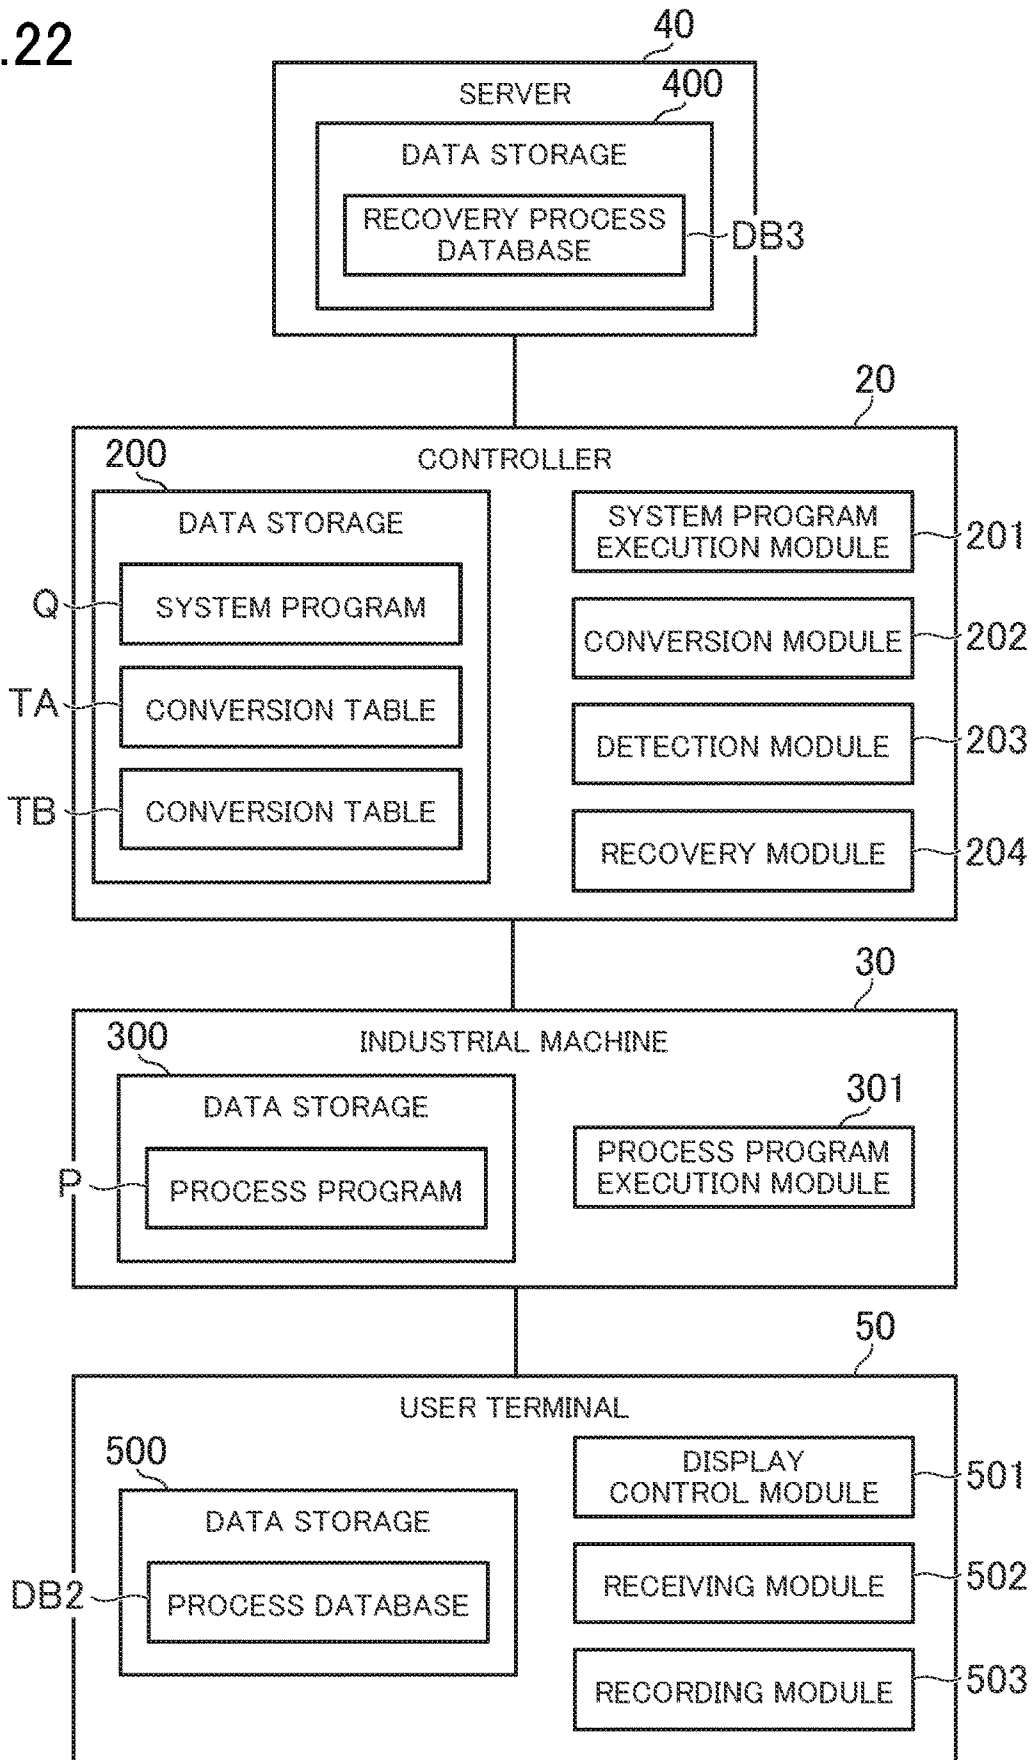 .22
40
SERVER
400
DATA STORAGE
RECOVERY PROCESS
DATABASE
DB3
20
CONTROLLER
200
DATA STORAGE
Q
SYSTEM PROGRAM
TA
CONVERSION TABLE
TB
CONVERSION TABLE
SYSTEM PROGRAM
EXECUTION MODULE
201
CONVERSION MODULE
202
DETECTION MODULE
203
RECOVERY MODULE
204
30
INDUSTRIAL MACHINE
300
DATA STORAGE
P
PROCESS PROGRAM
301
PROCESS PROGRAM
EXECUTION MODULE
50
USER TERMINAL
500
DATA STORAGE
DB2
PROCESS DATABASE
DISPLAY
CONTROL MODULE
501
RECEIVING MODULE
502
RECORDING MODULE
503